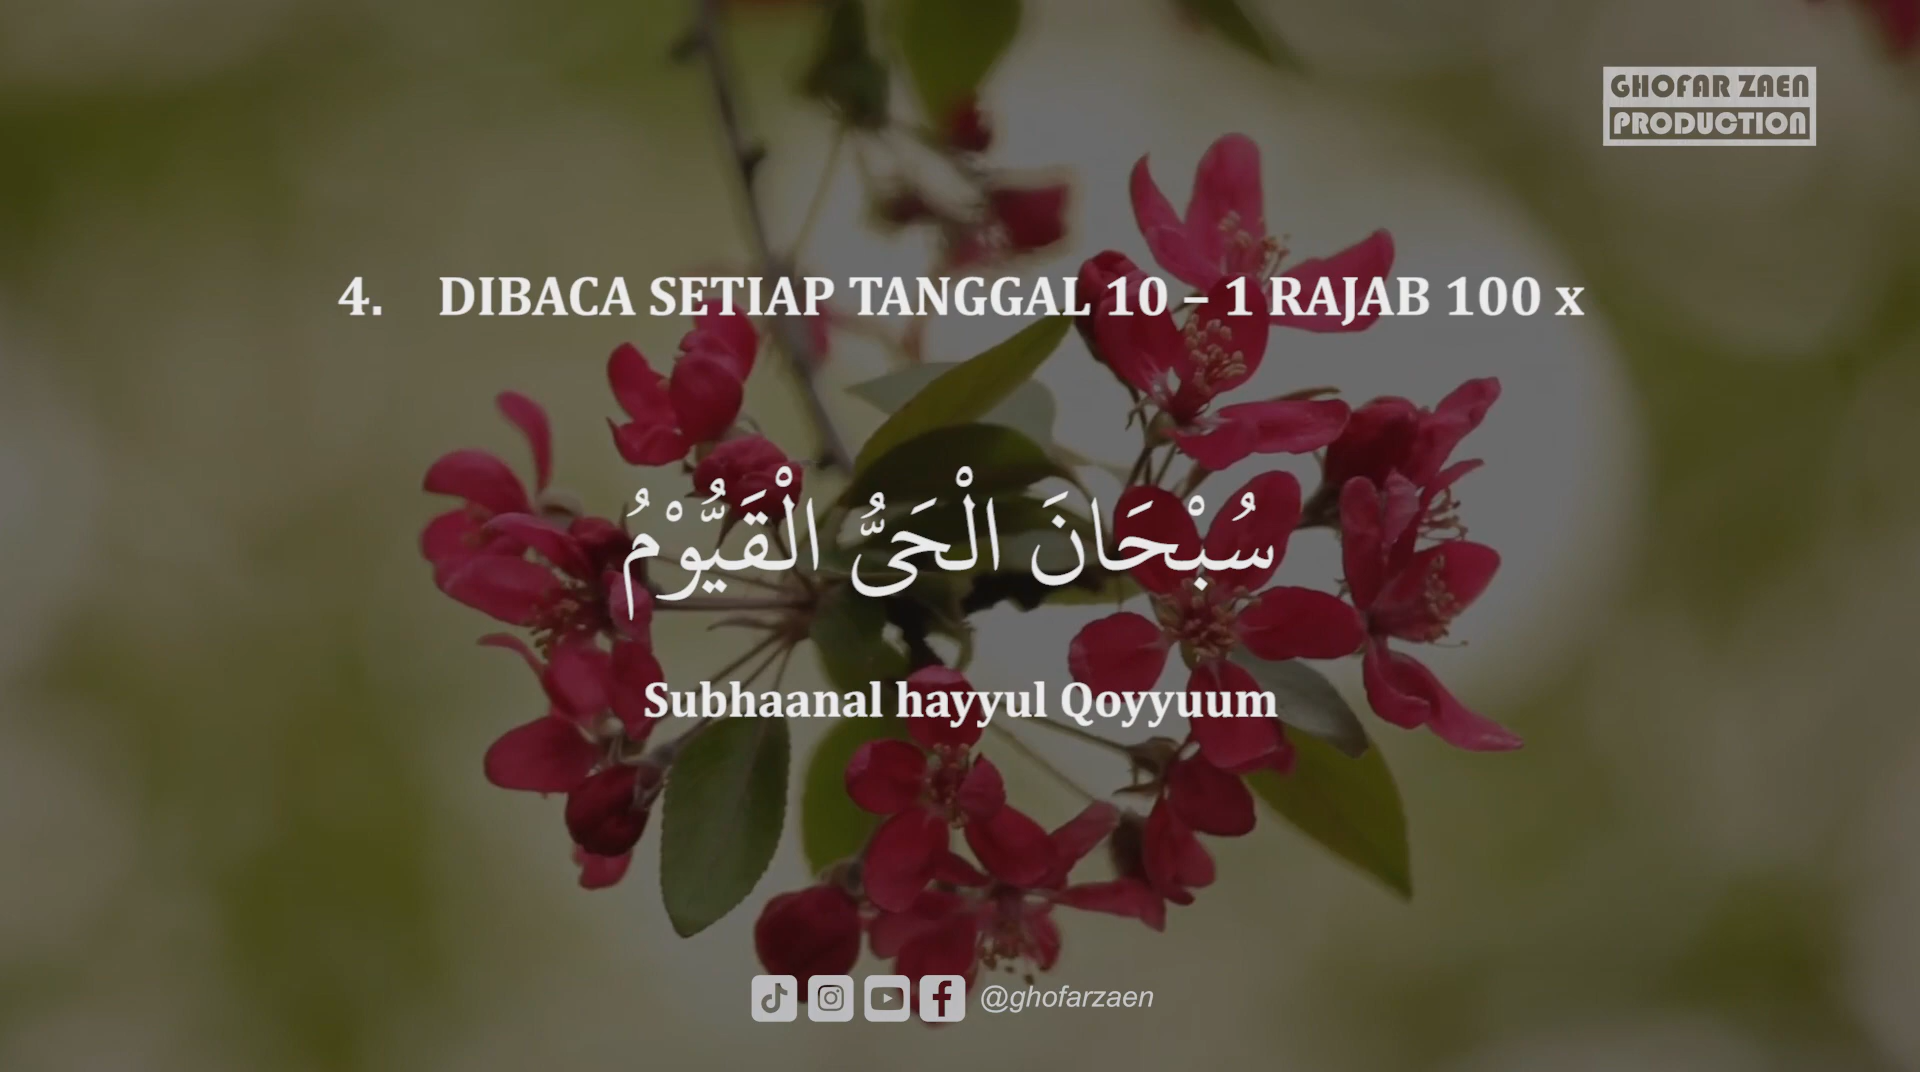 GHOFAR ZAEN
PRODUCTION
4. DIBACA SETIAP TANGGAL 10 – 1 RAJAB 100 x
سُبْحَانَ الْحَيُّ الْقَيُّوْمُ
Subhaanal hayyul Qoyyuum
@ghofarzaen